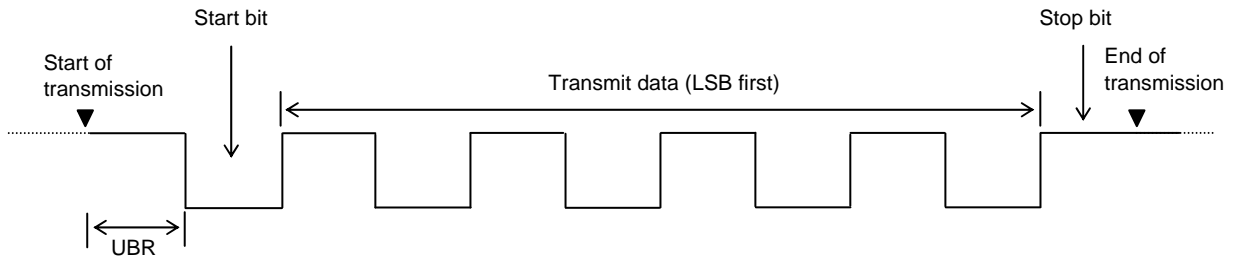 Start bit
Stop bit
Start of
transmission
Transmit data (LSB first)
End of
transmission
UBR